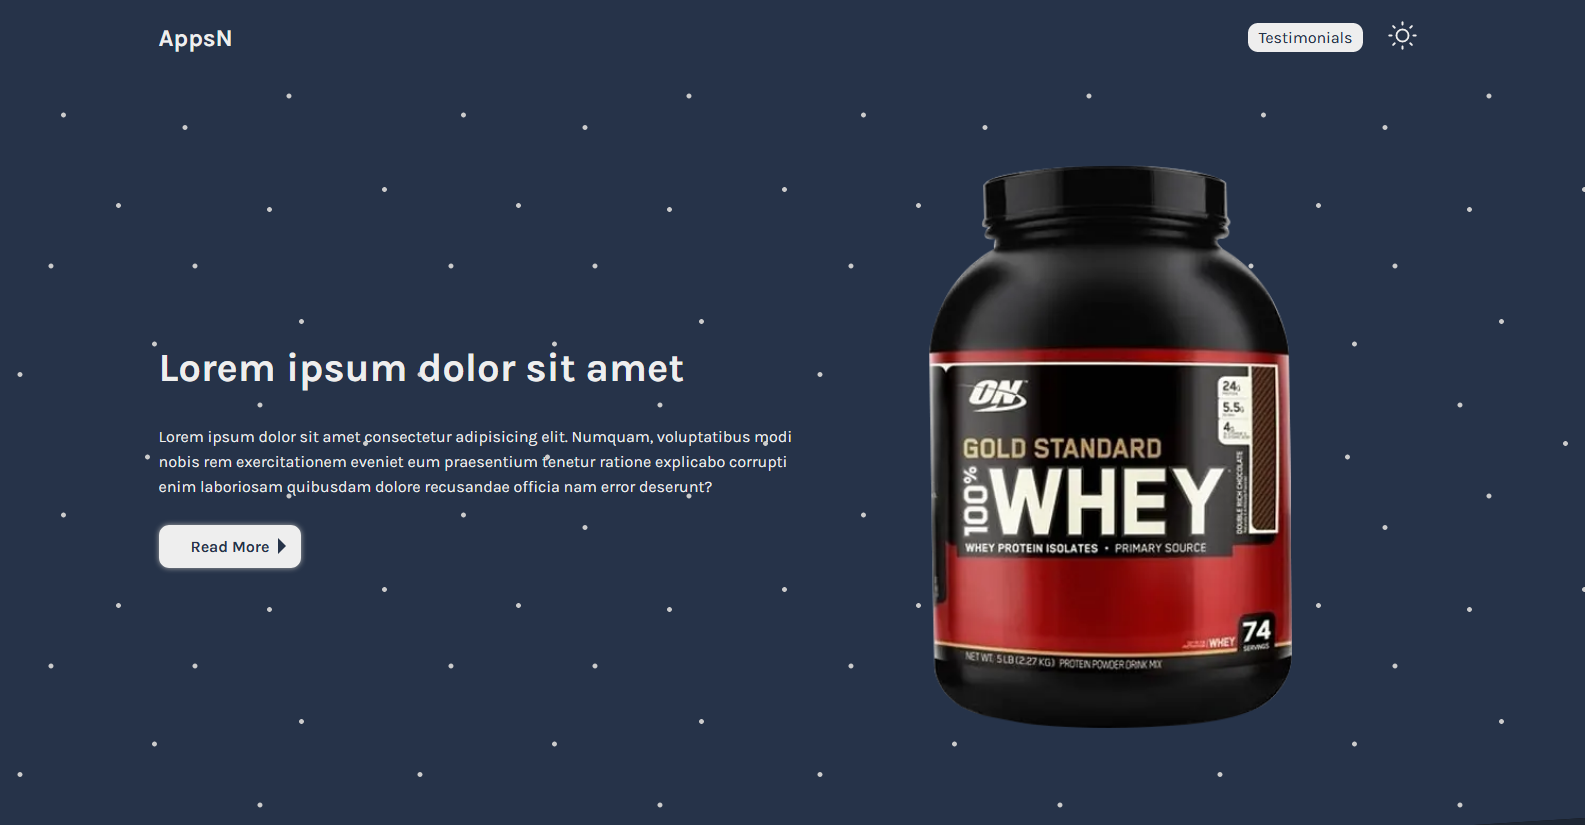 AppsN
Testimonials
Lorem ipsum dolor sit amet
Lorem ipsum dolor sit amet consectetur adipisicing elit. Numquam, voluptatibus modi
nobis rem exercitationem eveniet eum praesentium tenetur ratione explicabo corrupti
enim laboriosam quibusdam dolore recusandae officia nam error deserunt?
Read More
ON
24g
5.5g
4g
GOLD STANDARD
100% WHEY
DOUBLE RICH CHOCOLATE
WHEY PROTEIN ISOLATES • PRIMARY SOURCE
WHEY
74
SERVINGS
NET WT. 5 LB (2.27 KG) PROTEIN POWDER DRINK MIX